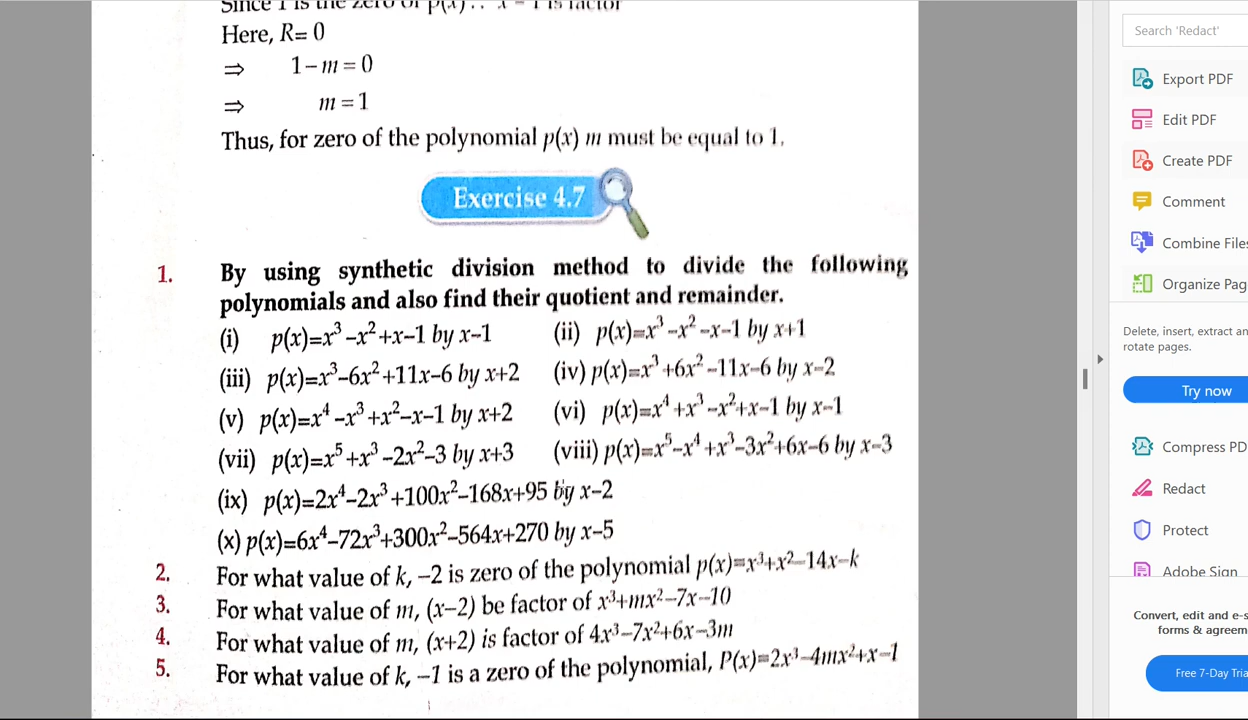 Since 1 is the zero of p(x) ∴ x – 1 is factor
Here, R= 0
⇒ 1– m = 0
⇒ m = 1
Thus, for zero of the polynomial p(x) m must be equal to 1.
Exercise 4.7
1. By using synthetic division method to divide the following
polynomials and also find their quotient and remainder.
(i) p(x)=x³–x²+x–1 by x–1 (ii) p(x)=x³–x²–x–1 by x+1
(iii) p(x)=x³–6x²+11x–6 by x+2 (iv) p(x)=x³+6x²–11x–6 by x–2
(v) p(x)=x⁴–x³+x²–x–1 by x+2 (vi) p(x)=x⁴+x³–x²+x–1 by x–1
(vii) p(x)=x⁵+x³–2x²–3 by x+3 (viii) p(x)=x⁵–x⁴+x³–3x²+6x–6 by x–3
(ix) p(x)=2x⁴–2x³+100x²–168x+95 by x–2
(x) p(x)=6x⁴–72x³+300x²–564x+270 by x–5
2. For what value of k, –2 is zero of the polynomial p(x)=x³+x²–14x–k
3. For what value of m, (x–2) be factor of x³+mx²–7x–10
4. For what value of m, (x+2) is factor of 4x³–7x²+6x–3m
5. For what value of k, –1 is a zero of the polynomial, P(x)=2x³–4mx²+x–1
Search 'Redact'
Export PDF
Edit PDF
Create PDF
Comment
Combine Files
Organize Pag
Delete, insert, extract an
rotate pages.
Try now
Compress PD
Redact
Protect
Adobe Sign
Convert, edit and e-s
forms & agreem
Free 7-Day Tria